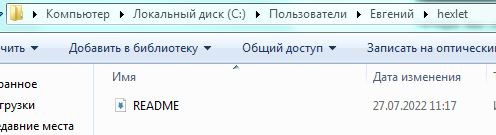 Компьютер ▸ Локальный диск (C:) ▸ Пользователи ▸ Евгений ▸ hexlet
Добавить в библиотеку Общий доступ Записать на
Имя Дата изменения
README 27.07.2022 11:17